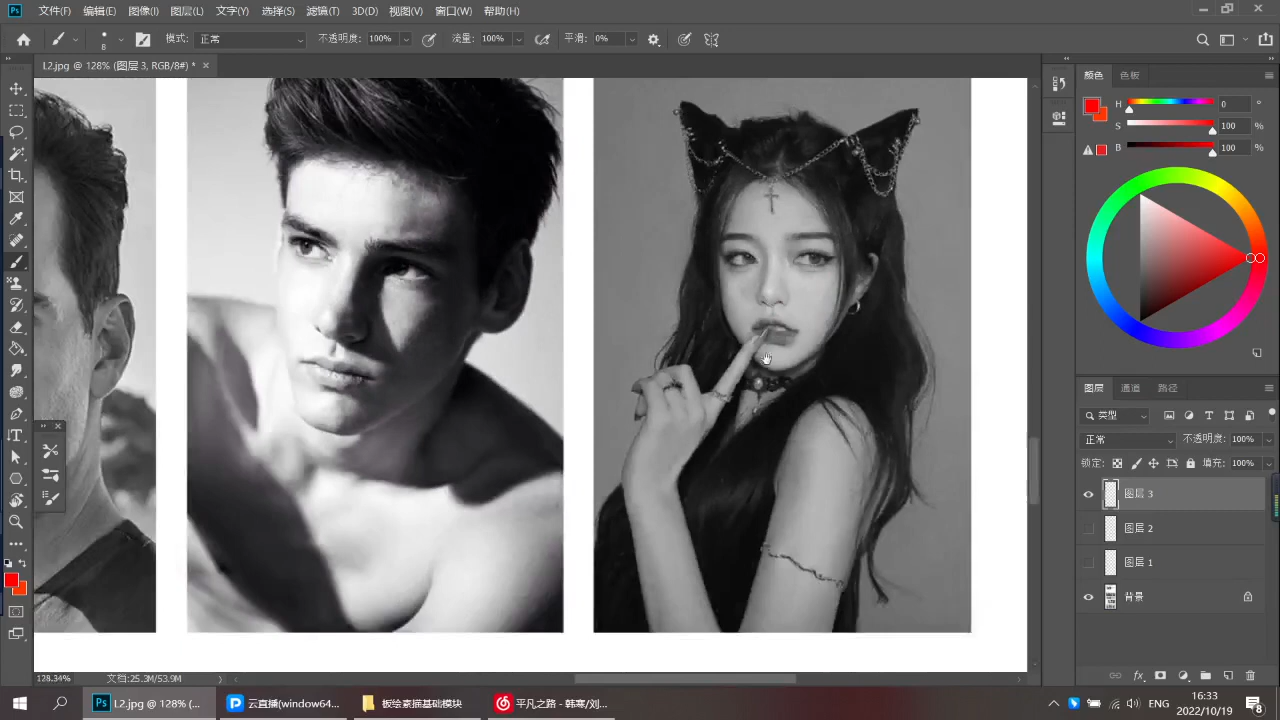 Ps 文件(F) 编辑(E) 图像(I) 图层(L) 文字(Y) 选择(S) 滤镜(T) 3D(D) 视图(V) 窗口(W) 帮助(H)
8 模式: 正常 不透明度: 100% 流量: 100% 平滑: 0%
L2.jpg @ 128% (图层 3, RGB/8#) * ×
颜色 色板
H 0 °
S 100 %
B 100 %
图层 通道 路径
类型
正常 不透明度: 100%
锁定: 填充: 100%
图层 3
图层 2
图层 1
背景
fx
128.34% 文档:25.3M/53.9M
Ps L2.jpg @ 128% (... 云直播(window64... 板绘素描基础模块 平凡之路 - 韩寒/刘... ENG 16:33
2022/10/19 8